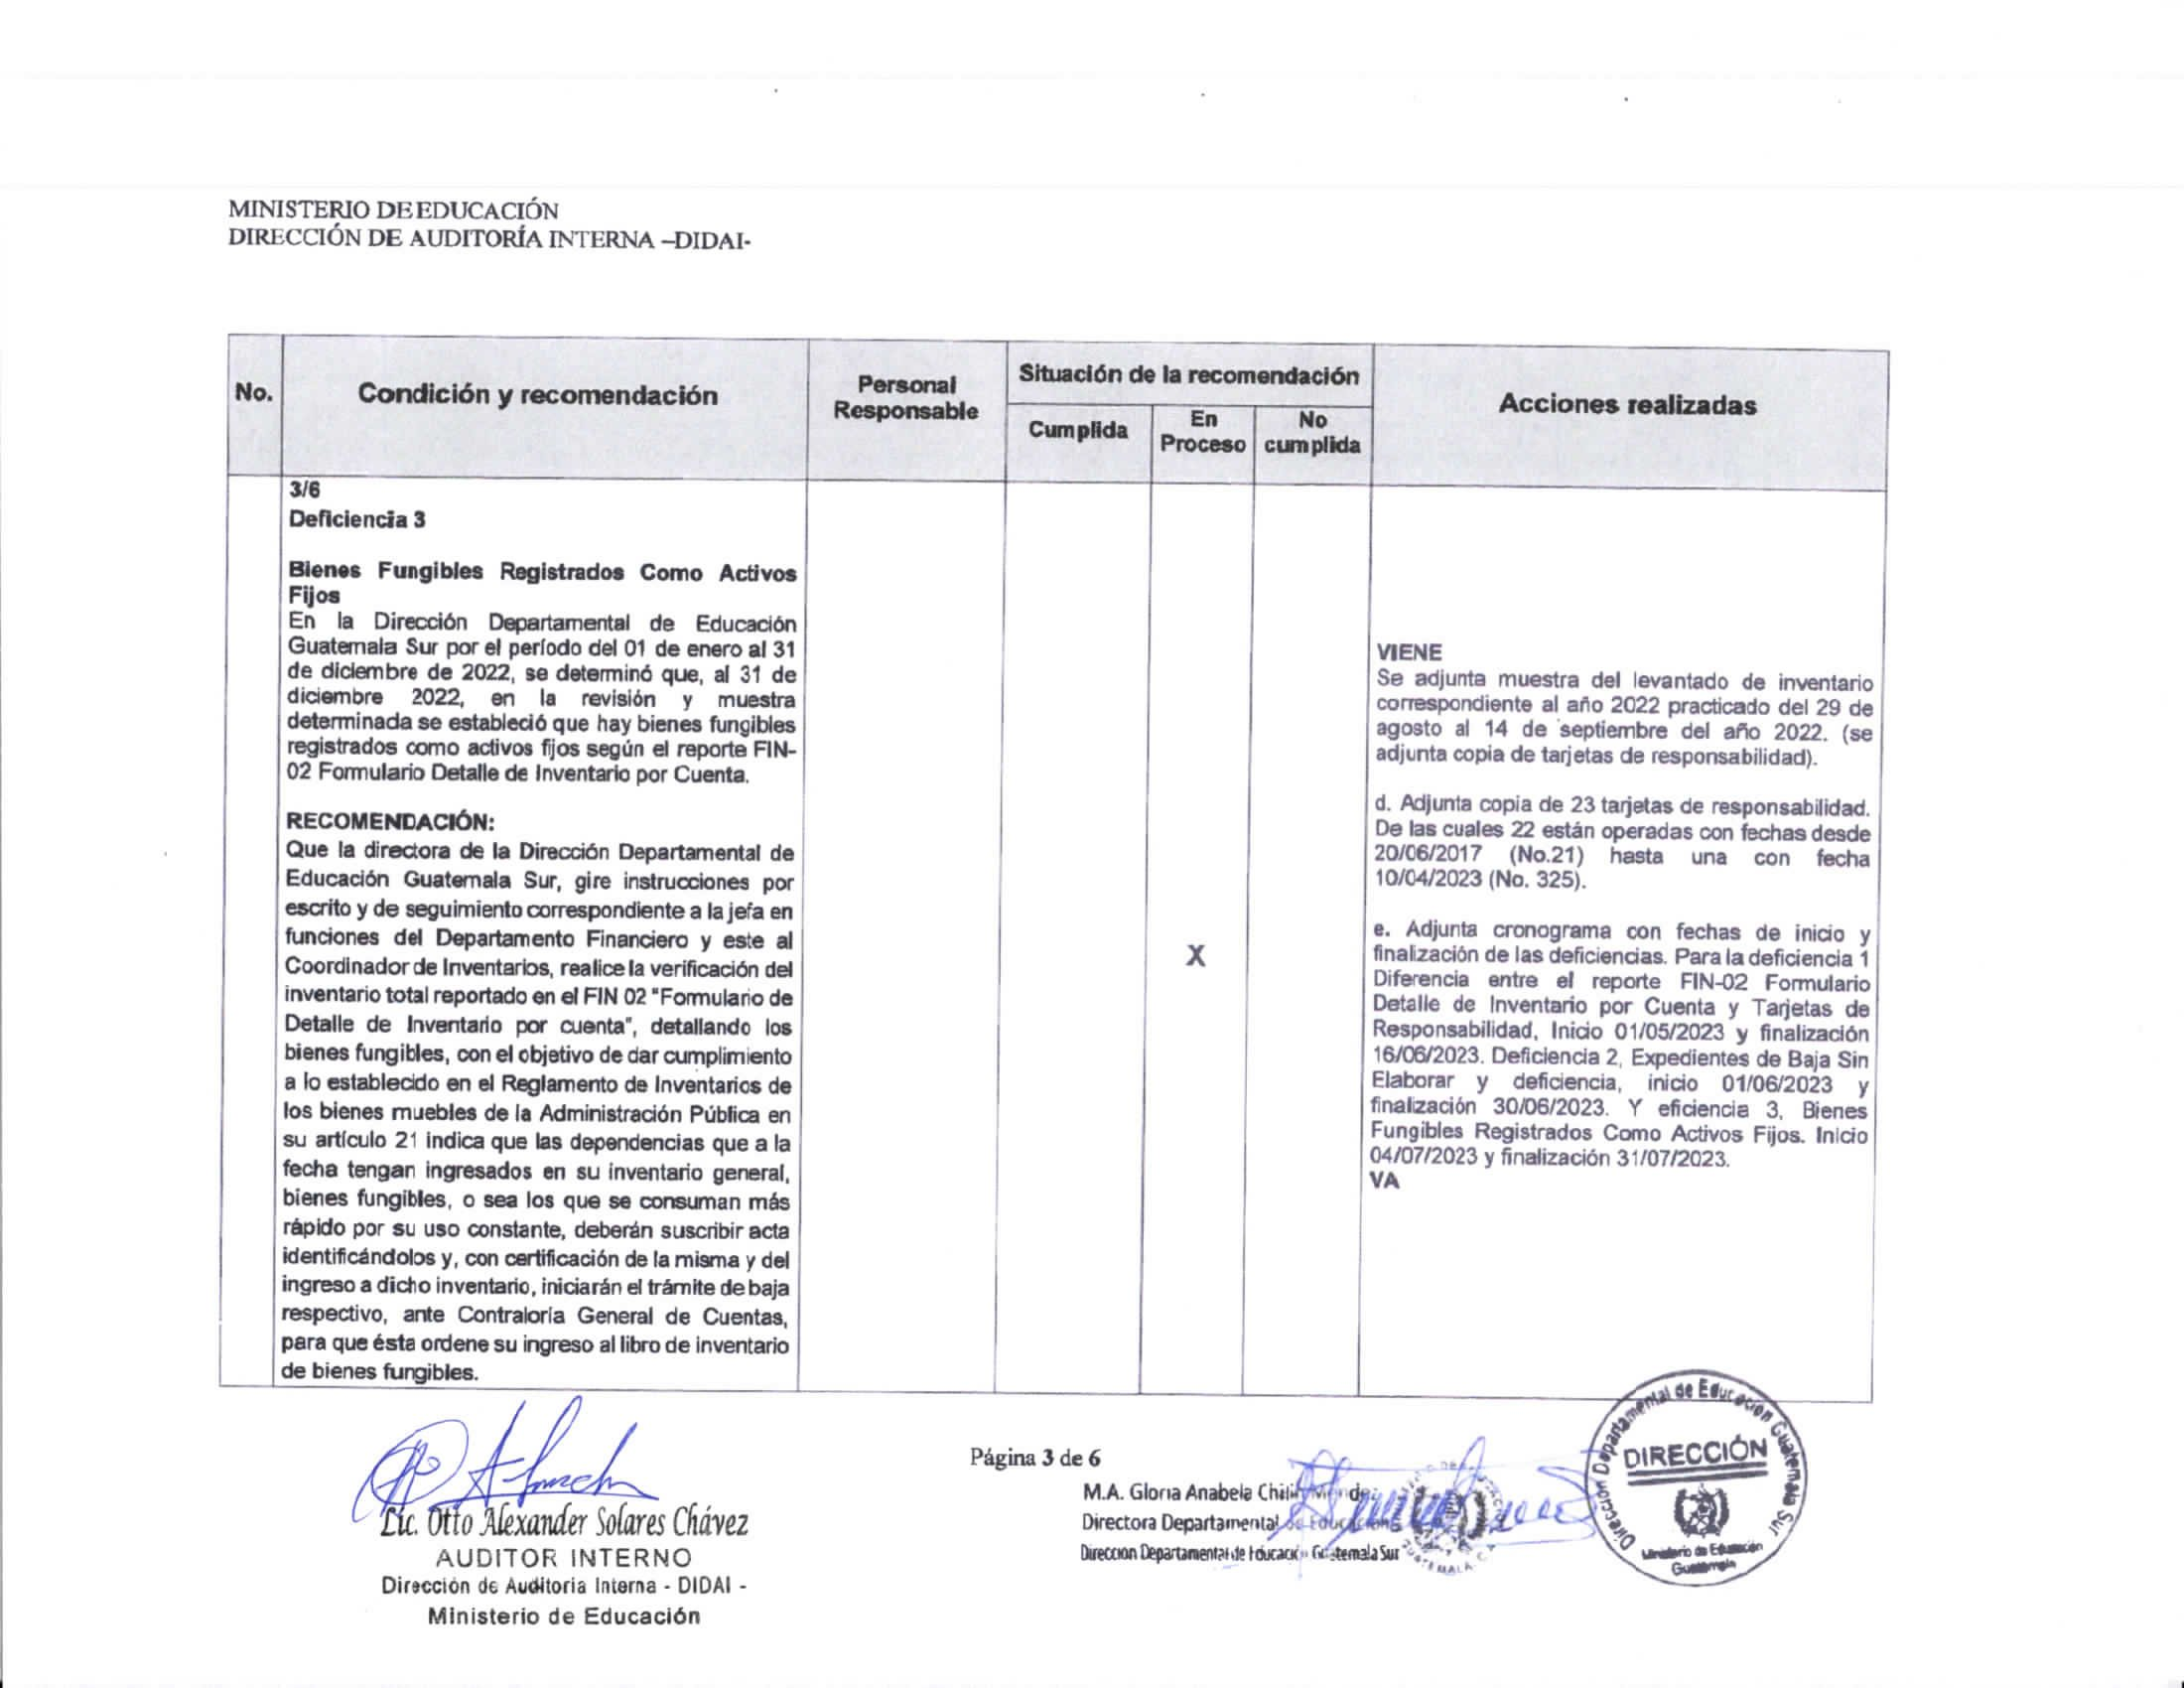 MINISTERIO DE EDUCACIÓN
DIRECCIÓN DE AUDITORÍA INTERNA –DIDAI-
No.
Condición y recomendación
Personal
Responsable
Situación de la recomendación
Cumplida
En
Proceso
No
cumplida
Acciones realizadas
3/6
Deficiencia 3
Bienes Fungibles Registrados Como Activos
Fijos
En la Dirección Departamental de Educación
Guatemala Sur por el período del 01 de enero al 31
de diciembre de 2022, se determinó que, al 31 de
diciembre 2022, en la revisión y muestra
determinada se estableció que hay bienes fungibles
registrados como activos fijos según el reporte FIN-
02 Formulario Detalle de Inventario por Cuenta.
RECOMENDACIÓN:
Que la directora de la Dirección Departamental de
Educación Guatemala Sur, gire instrucciones por
escrito y de seguimiento correspondiente a la jefa en
funciones del Departamento Financiero y este al
Coordinador de Inventarios, realice la verificación del
inventario total reportado en el FIN 02 "Formulario de
Detalle de Inventario por cuenta", detallando los
bienes fungibles, con el objetivo de dar cumplimiento
a lo establecido en el Reglamento de Inventarios de
los bienes muebles de la Administración Pública en
su artículo 21 indica que las dependencias que a la
fecha tengan ingresados en su inventario general,
bienes fungibles, o sea los que se consuman más
rápido por su uso constante, deberán suscribir acta
identificándolos y, con certificación de la misma y del
ingreso a dicho inventario, iniciarán el trámite de baja
respectivo, ante Contraloría General de Cuentas,
para que ésta ordene su ingreso al libro de inventario
de bienes fungibles.
X
VIENE
Se adjunta muestra del levantado de inventario
correspondiente al año 2022 practicado del 29 de
agosto al 14 de septiembre del año 2022. (se
adjunta copia de tarjetas de responsabilidad).
d. Adjunta copia de 23 tarjetas de responsabilidad.
De las cuales 22 están operadas con fechas desde
20/06/2017 (No.21) hasta una con fecha
10/04/2023 (No. 325).
e. Adjunta cronograma con fechas de inicio y
finalización de las deficiencias. Para la deficiencia 1
Diferencia entre el reporte FIN-02 Formulario
Detalle de Inventario por Cuenta y Tarjetas de
Responsabilidad, Inicio 01/05/2023 y finalización
16/06/2023. Deficiencia 2, Expedientes de Baja Sin
Elaborar y deficiencia, inicio 01/06/2023 y
finalización 30/06/2023. Y eficiencia 3, Bienes
Fungibles Registrados Como Activos Fijos. Inicio
04/07/2023 y finalización 31/07/2023.
VA
Lic. Otto Alexander Solares Chávez
AUDITOR INTERNO
Dirección de Auditoria Interna - DIDAI -
Ministerio de Educación
Página 3 de 6
M.A. Gloria Anabela
Directora Departamental de Educación
Direccion Departamental de Educación Guatemala Sur
Dirección Departamental de Educación Guatemala Sur
DIRECCIÓN
Ministerio de Educación
Guatemala